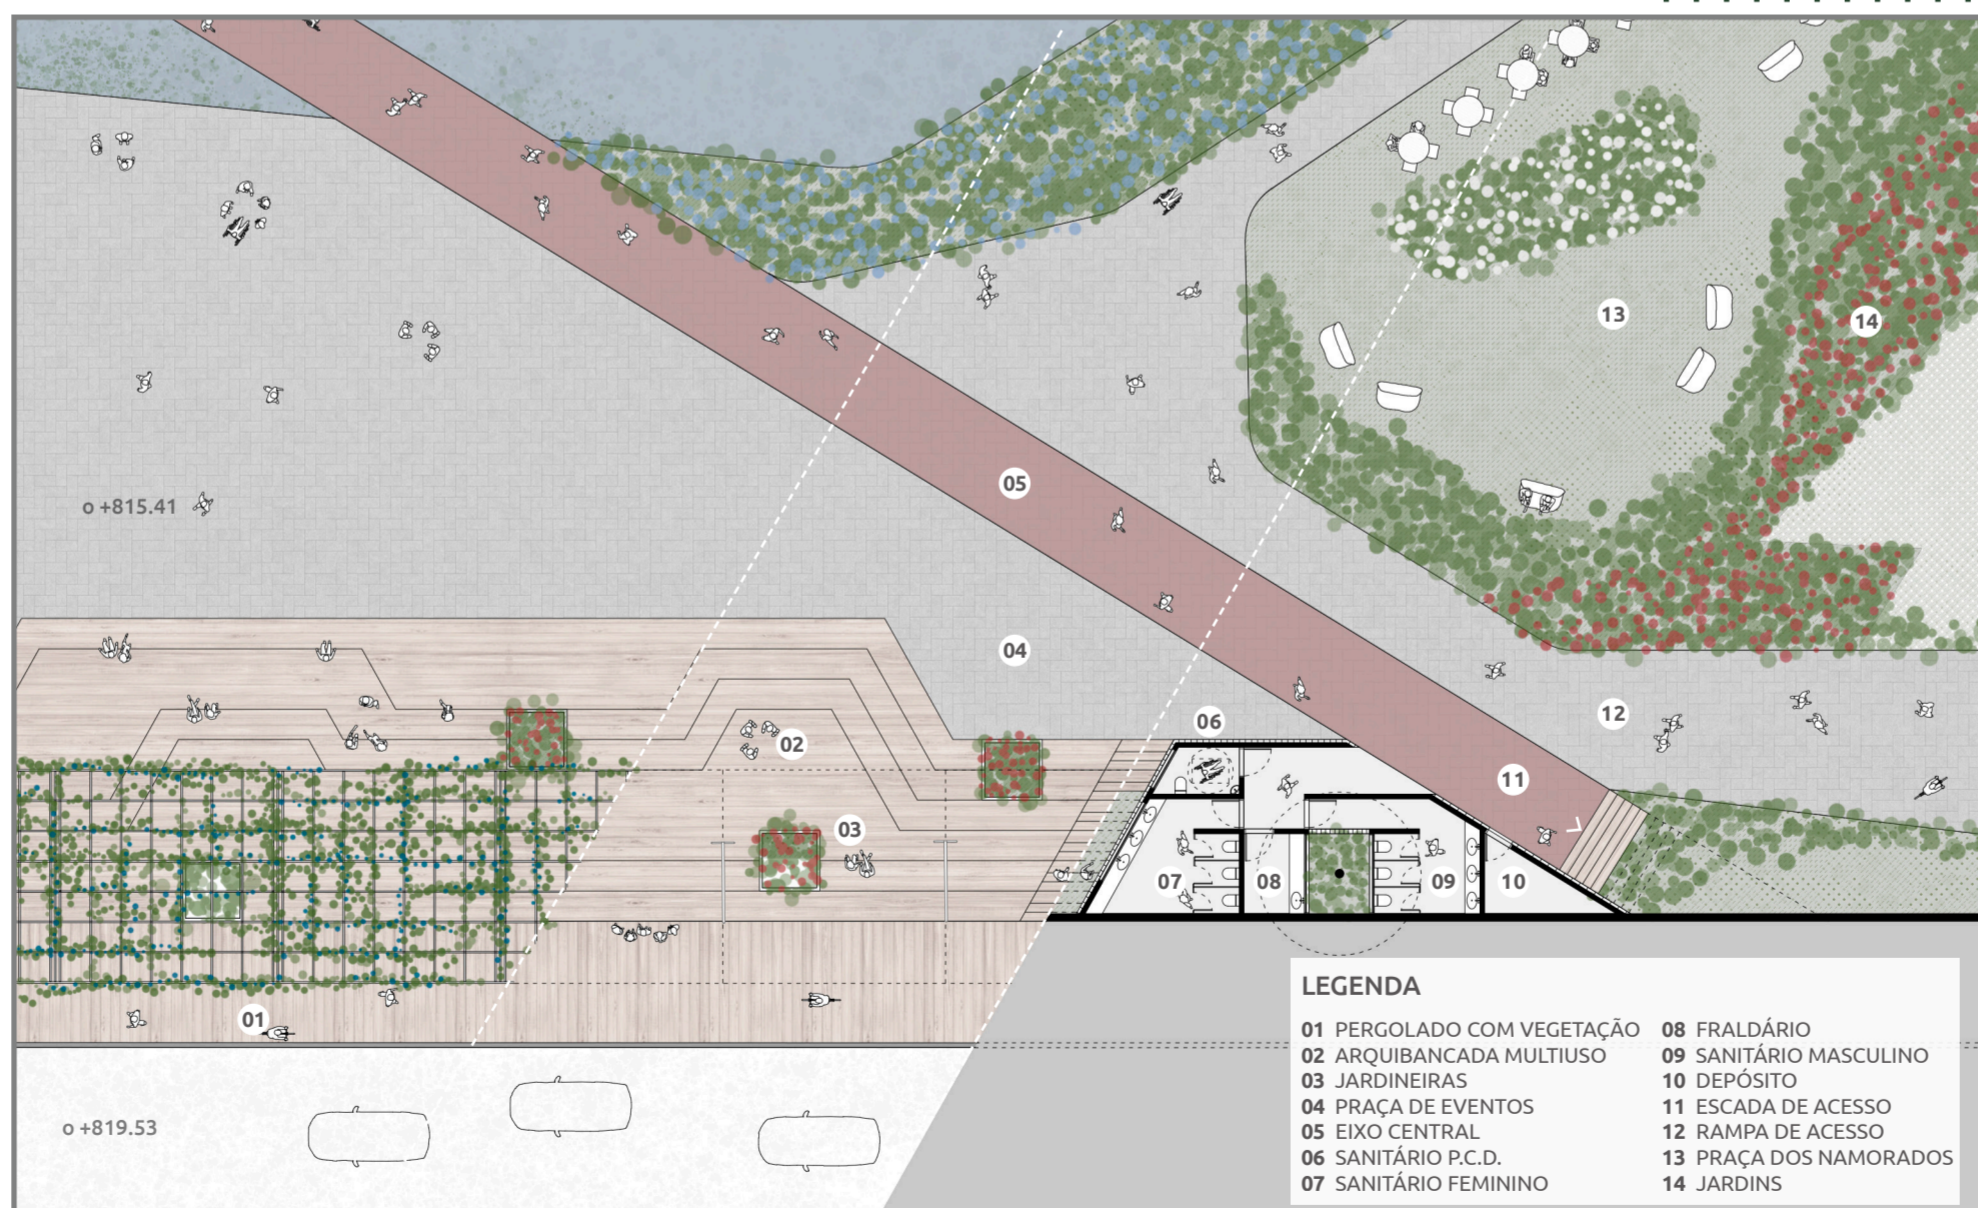 13
14
05
o +815.41
04
06
12
02
11
03
07
08
09
10
01
o +819.53
LEGENDA
01 PERGOLADO COM VEGETAÇÃO
02 ARQUIBANCADA MULTIUSO
03 JARDINEIRAS
04 PRAÇA DE EVENTOS
05 EIXO CENTRAL
06 SANITÁRIO P.C.D.
07 SANITÁRIO FEMININO
08 FRALDÁRIO
09 SANITÁRIO MASCULINO
10 DEPÓSITO
11 ESCADA DE ACESSO
12 RAMPA DE ACESSO
13 PRAÇA DOS NAMORADOS
14 JARDINS